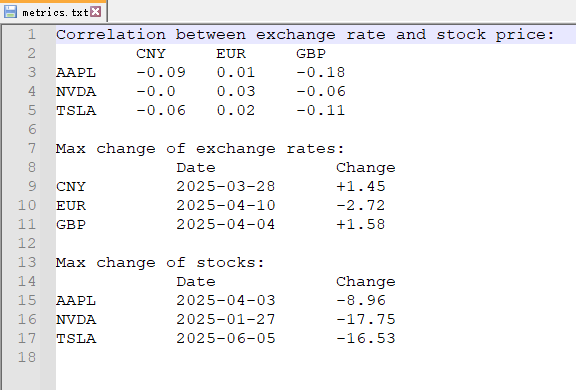 metrics.txt
1 Correlation between exchange rate and stock price:
2         CNY     EUR     GBP
3 AAPL    -0.09   0.01    -0.18
4 NVDA    -0.0    0.03    -0.06
5 TSLA    -0.06   0.02    -0.11
6
7 Max change of exchange rates:
8             Date            Change
9 CNY         2025-03-28      +1.45
10 EUR         2025-04-10      -2.72
11 GBP         2025-04-04      +1.58
12
13 Max change of stocks:
14             Date            Change
15 AAPL        2025-04-03      -8.96
16 NVDA        2025-01-27      -17.75
17 TSLA        2025-06-05      -16.53
18